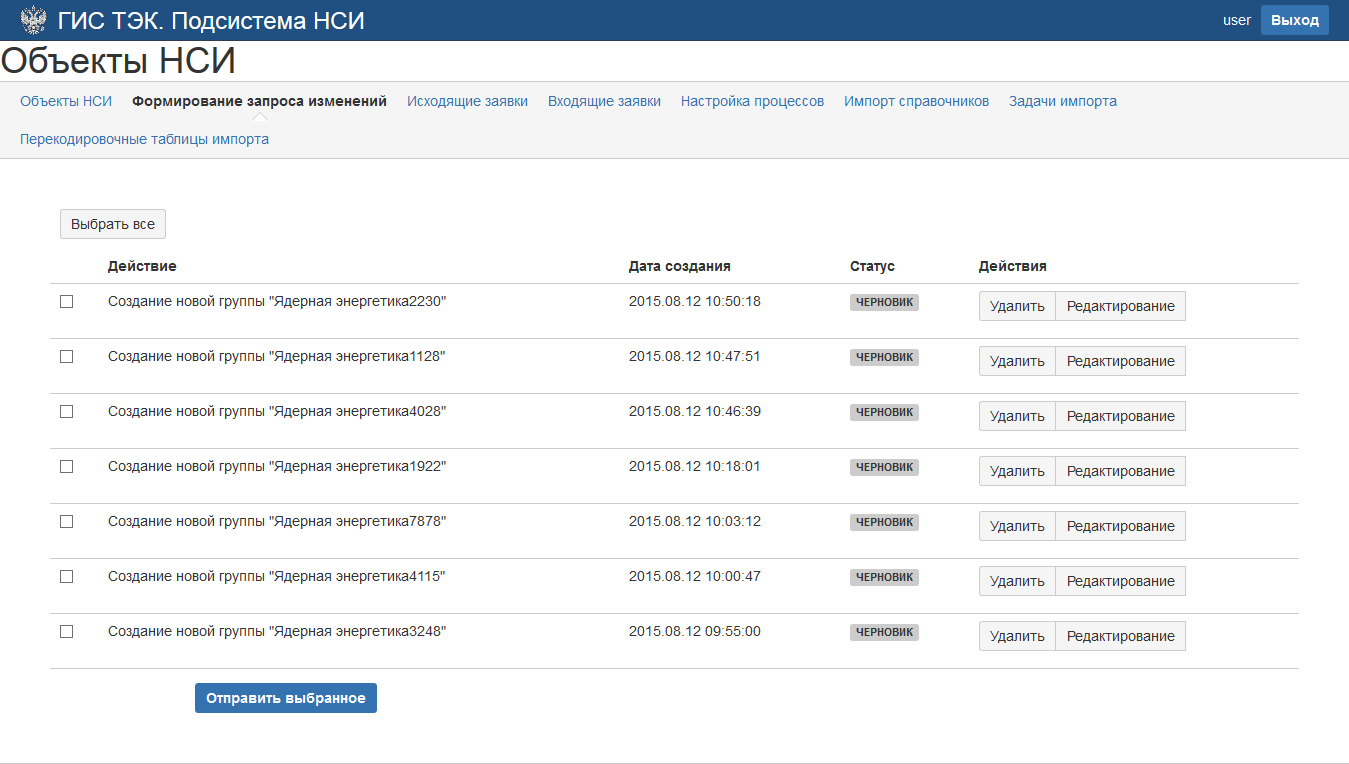 ГИС ТЭК. Подсистема НСИ user Выход
Объекты НСИ
Объекты НСИ Формирование запроса изменений Исходящие заявки Входящие заявки Настройка процессов Импорт справочников Задачи импорта
Перекодировочные таблицы импорта
Выбрать все
Действие Дата создания Статус Действия
Создание новой группы "Ядерная энергетика2230" 2015.08.12 10:50:18 ЧЕРНОВИК Удалить Редактирование
Создание новой группы "Ядерная энергетика1128" 2015.08.12 10:47:51 ЧЕРНОВИК Удалить Редактирование
Создание новой группы "Ядерная энергетика4028" 2015.08.12 10:46:39 ЧЕРНОВИК Удалить Редактирование
Создание новой группы "Ядерная энергетика1922" 2015.08.12 10:18:01 ЧЕРНОВИК Удалить Редактирование
Создание новой группы "Ядерная энергетика7878" 2015.08.12 10:03:12 ЧЕРНОВИК Удалить Редактирование
Создание новой группы "Ядерная энергетика4115" 2015.08.12 10:00:47 ЧЕРНОВИК Удалить Редактирование
Создание новой группы "Ядерная энергетика3248" 2015.08.12 09:55:00 ЧЕРНОВИК Удалить Редактирование
Отправить выбранное